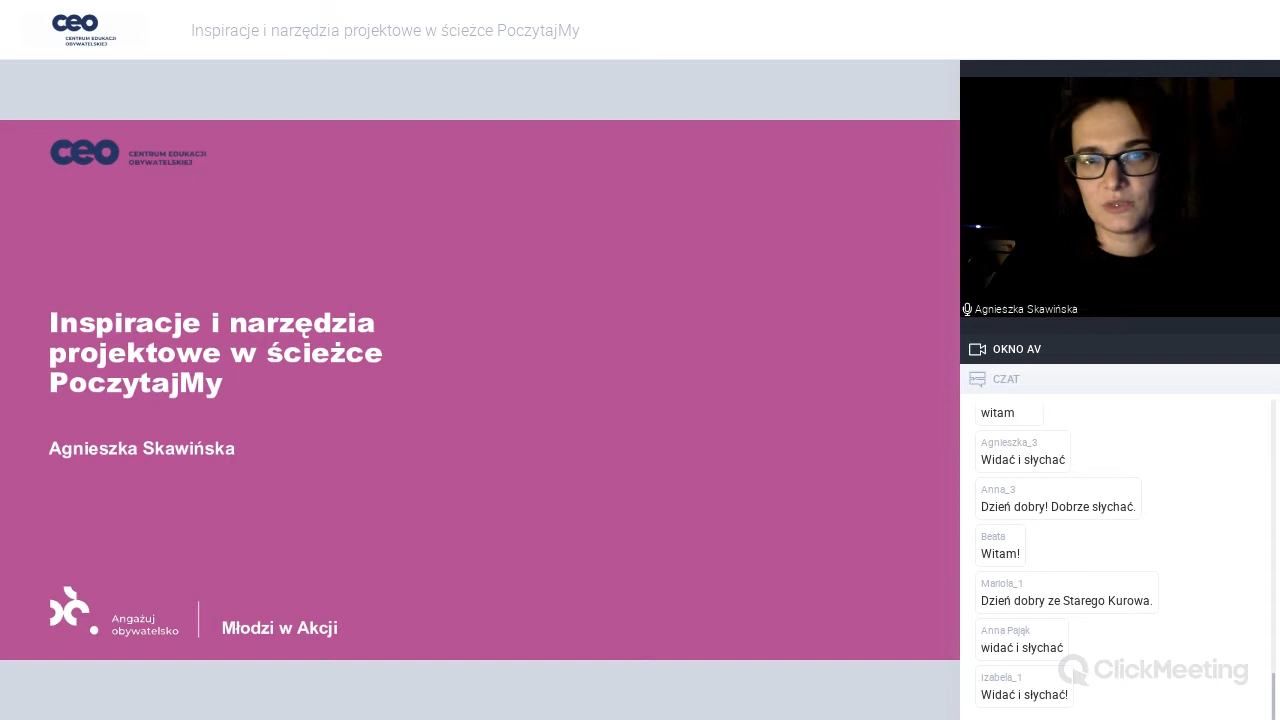 ceo
CENTRUM EDUKACJI
OBYWATELSKIEJ
Inspiracje i narzędzia projektowe w ścieżce PoczytajMy
ceo
CENTRUM EDUKACJI
OBYWATELSKIEJ
Inspiracje i narzędzia
projektowe w ścieżce
PoczytajMy
Agnieszka Skawińska
Angażuj
obywatelsko
Młodzi w Akcji
Agnieszka Skawińska
OKNO AV
CZAT
witam
Agnieszka_3
Widać i słychać
Anna_3
Dzień dobry! Dobrze słychać.
Beata
Witam!
Mariola_1
Dzień dobry ze Starego Kurowa.
Anna Pająk
widać i słychać
Izabela_1
Widać i słychać!
ClickMeeting